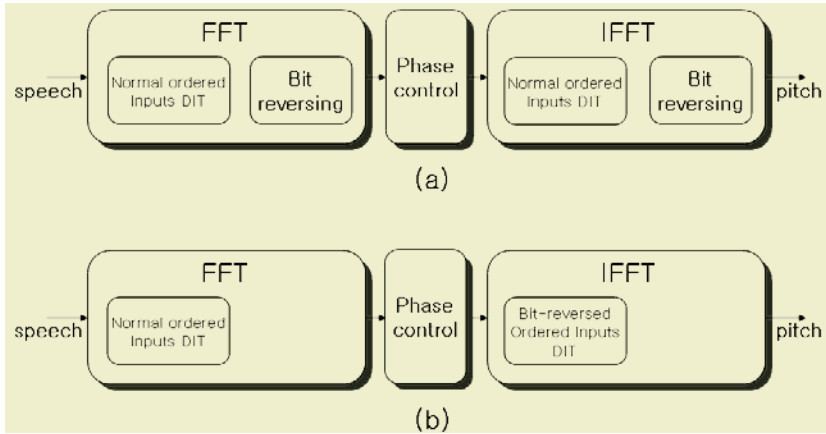 FFT
Normal ordered
Inputs DIT
Bit
reversing
Phase
control
IFFT
Normal ordered
Inputs DIT
Bit
reversing
speech
pitch
(a)
FFT
Normal ordered
Inputs DIT
Phase
control
IFFT
Bit-reversed
Ordered Inputs
DIT
speech
pitch
(b)